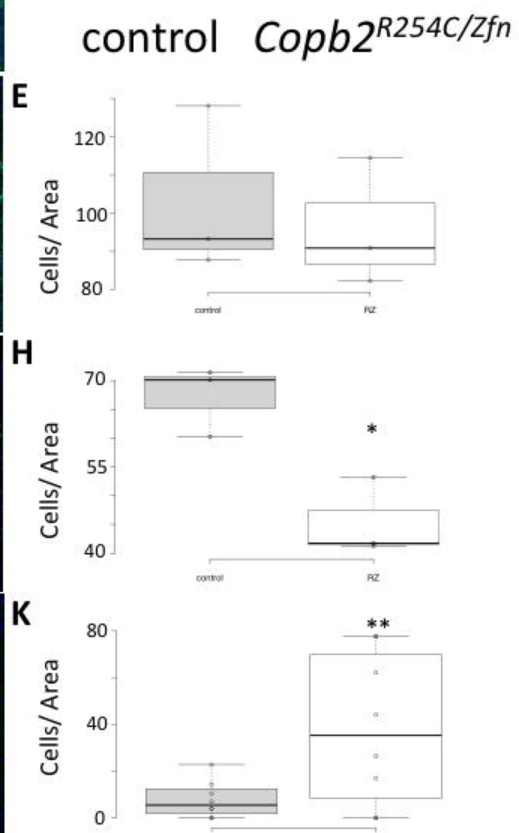 control Copb2R254C/Zfn
E
120
100
80
Cells/ Area
control RZ
H
70
55
40
Cells/ Area
*
control RZ
K
80
40
0
Cells/ Area
**